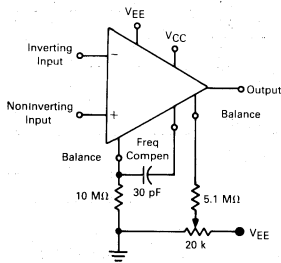 VEE
VCC
Inverting
Input
−
Output
Noninverting
Input
+
Balance
Freq
Compen
Balance
10 MΩ
30 pF
5.1 MΩ
VEE
20 k